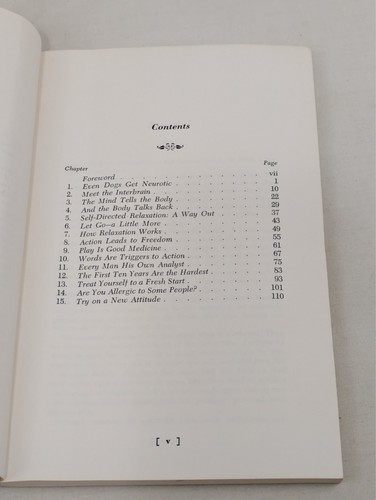 Contents
Chapter Page
Foreword . . . . . . . . . . . . vii
1. Even Dogs Get Neurotic . . . . . . . . 1
2. Meet the Interbrain . . . . . . . . . 10
3. The Mind Tells the Body . . . . . . . . 22
4. And the Body Talks Back . . . . . . . . 29
5. Self-Directed Relaxation: A Way Out . . . . 37
6. Let Go—a Little More . . . . . . . . 43
7. How Relaxation Works . . . . . . . . 49
8. Action Leads to Freedom . . . . . . . 55
9. Play Is Good Medicine . . . . . . . . 61
10. Words Are Triggers to Action . . . . . . 67
11. Every Man His Own Analyst . . . . . . . 75
12. The First Ten Years Are the Hardest . . . . 83
13. Treat Yourself to a Fresh Start . . . . . . 93
14. Are You Allergic to Some People? . . . . . 101
15. Try on a New Attitude . . . . . . . . 110
[ v ]